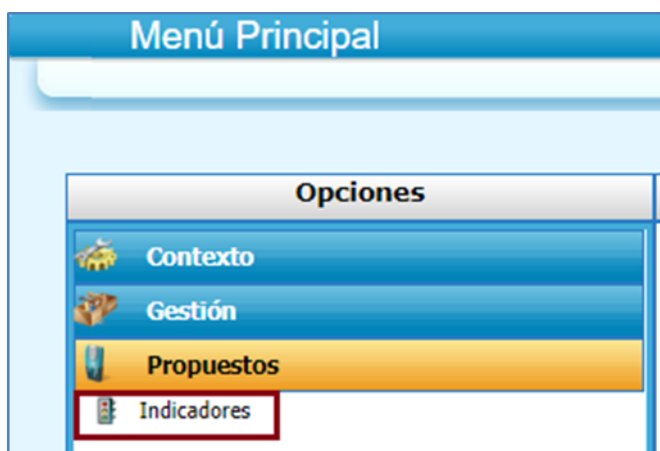 Menú Principal
Opciones
Contexto
Gestión
Propuestos
Indicadores